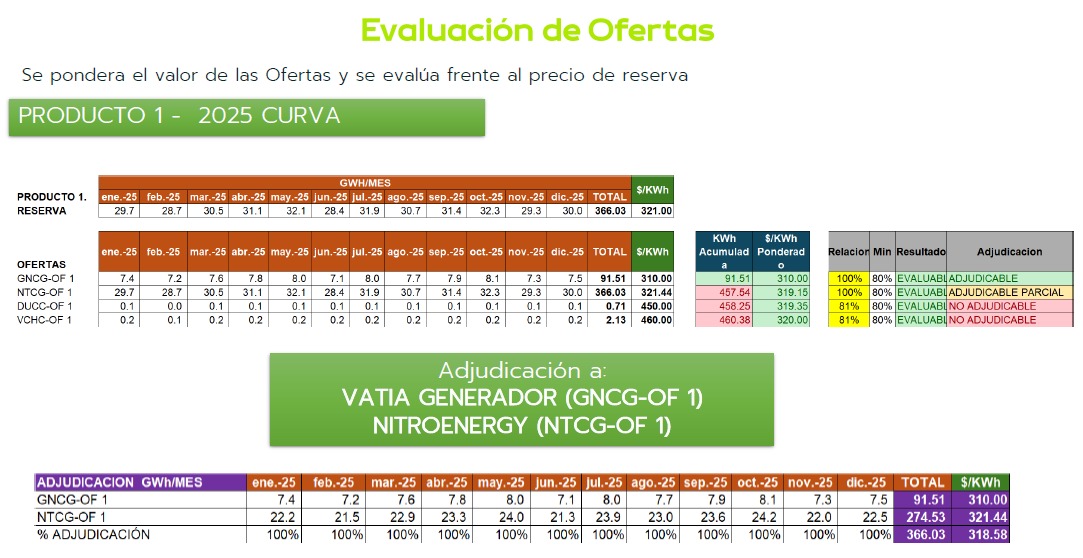 Evaluación de Ofertas
Se pondera el valor de las Ofertas y se evalúa frente al precio de reserva
PRODUCTO 1 - 2025 CURVA
GWH/MES $/KWh
PRODUCTO 1. ene.-25 feb.-25 mar.-25 abr.-25 may.-25 jun.-25 jul.-25 ago.-25 sep.-25 oct.-25 nov.-25 dic.-25 TOTAL
RESERVA 29.7 28.7 30.5 31.1 32.1 28.4 31.9 30.7 31.4 32.3 29.3 30.0 366.03 321.00
OFERTAS ene.-25 feb.-25 mar.-25 abr.-25 may.-25 jun.-25 jul.-25 ago.-25 sep.-25 oct.-25 nov.-25 dic.-25 TOTAL $/KWh KWh Acumulada $/KWh Ponderado Relacion Min Resultado Adjudicacion
GNCG-OF 1 7.4 7.2 7.6 7.8 8.0 7.1 8.0 7.7 7.9 8.1 7.3 7.5 91.51 310.00 91.51 310.00 100% 80% EVALUABL ADJUDICABLE
NTCG-OF 1 29.7 28.7 30.5 31.1 32.1 28.4 31.9 30.7 31.4 32.3 29.3 30.0 366.03 321.44 457.54 319.15 100% 80% EVALUABL ADJUDICABLE PARCIAL
DUCC-OF 1 0.1 0.0 0.1 0.1 0.1 0.1 0.1 0.1 0.1 0.1 0.1 0.1 0.71 450.00 458.25 319.35 81% 80% EVALUABL NO ADJUDICABLE
VCHC-OF 1 0.2 0.1 0.2 0.2 0.2 0.2 0.2 0.2 0.2 0.2 0.2 0.2 2.13 460.00 460.38 320.00 81% 80% EVALUABL NO ADJUDICABLE
Adjudicación a:
VATIA GENERADOR (GNCG-OF 1)
NITROENERGY (NTCG-OF 1)
ADJUDICACION GWh/MES ene.-25 feb.-25 mar.-25 abr.-25 may.-25 jun.-25 jul.-25 ago.-25 sep.-25 oct.-25 nov.-25 dic.-25 TOTAL $/KWh
GNCG-OF 1 7.4 7.2 7.6 7.8 8.0 7.1 8.0 7.7 7.9 8.1 7.3 7.5 91.51 310.00
NTCG-OF 1 22.2 21.5 22.9 23.3 24.0 21.3 23.9 23.0 23.6 24.2 22.0 22.5 274.53 321.44
% ADJUDICACIÓN 100% 100% 100% 100% 100% 100% 100% 100% 100% 100% 100% 100% 366.03 318.58